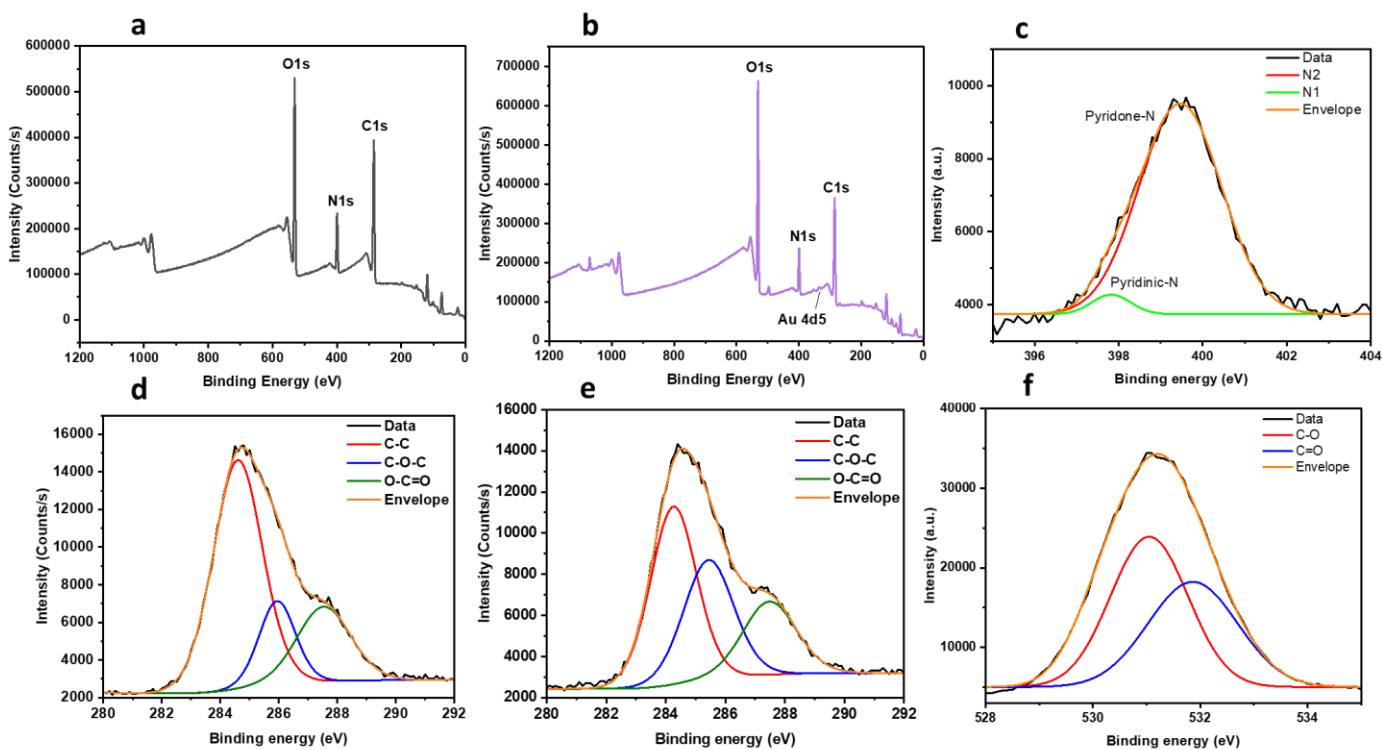 a
600000
500000
400000
300000
200000
100000
0
1200 1000 800 600 400 200 0
Intensity (Counts/s)
Binding Energy (eV)
O1s
N1s
C1s
b
700000
600000
500000
400000
300000
200000
100000
0
1200 1000 800 600 400 200 0
Intensity (Counts/s)
Binding Energy (eV)
O1s
N1s
C1s
Au 4d5
c
10000
8000
6000
4000
396 398 400 402 404
Intensity (a.u.)
Binding energy (eV)
Data
N2
N1
Envelope
Pyridone-N
Pyridinic-N
d
16000
14000
12000
10000
8000
6000
4000
2000
280 282 284 286 288 290 292
Intensity (Counts/s)
Binding energy (eV)
Data
C-C
C-O-C
O-C=O
Envelope
e
16000
14000
12000
10000
8000
6000
4000
2000
280 282 284 286 288 290 292
Intensity (Counts/s)
Binding energy (eV)
Data
C-C
C-O-C
O-C=O
Envelope
f
40000
30000
20000
10000
528 530 532 534
Intensity (a.u.)
Binding energy (eV)
Data
C-O
C=O
Envelope